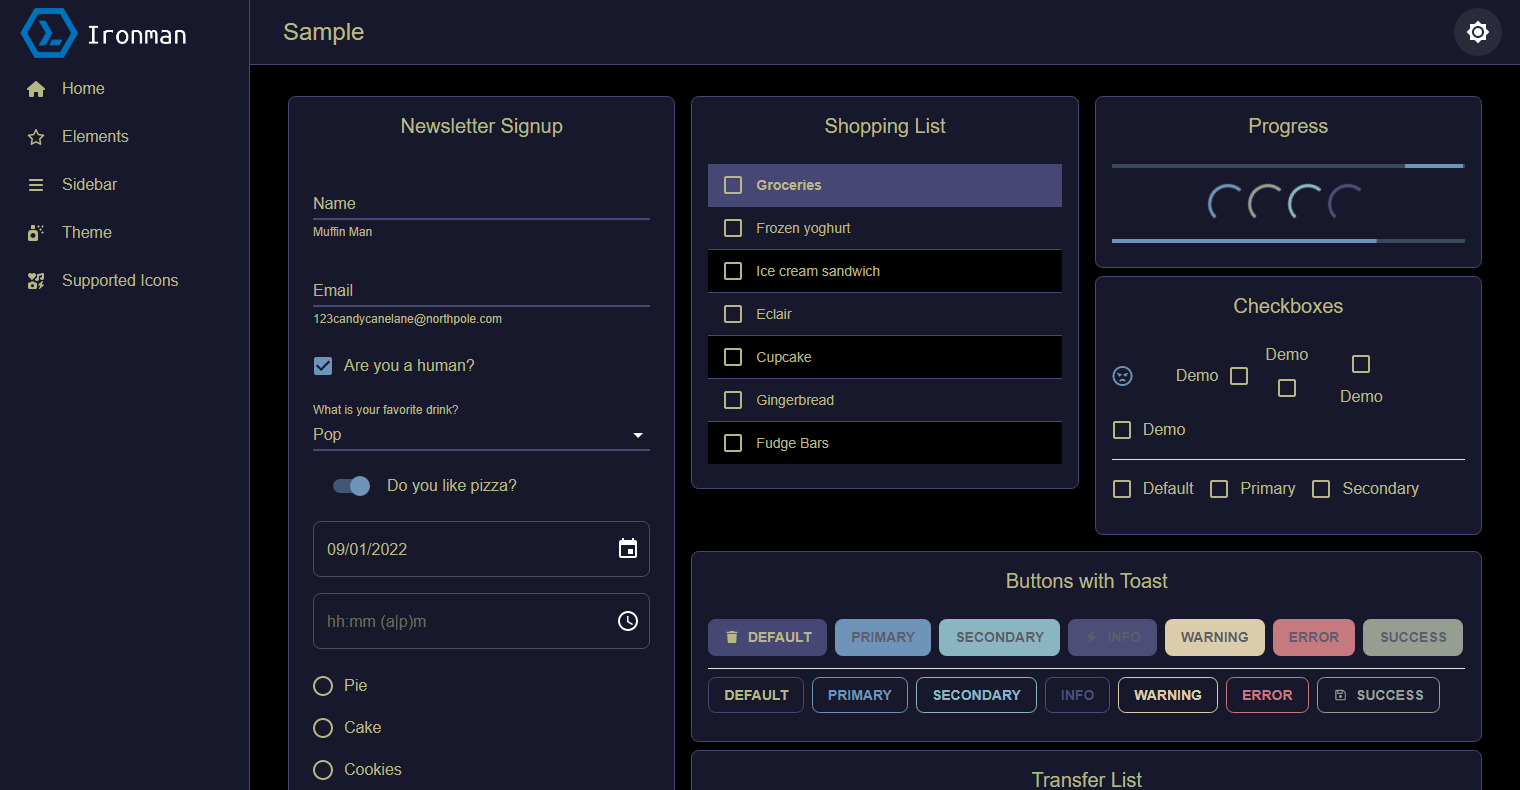 Ironman
Home
Elements
Sidebar
Theme
Supported Icons
Sample
Newsletter Signup
Name
Muffin Man
Email
123candycanelane@northpole.com
Are you a human?
What is your favorite drink?
Pop
Do you like pizza?
09/01/2022
hh:mm (a|p)m
Pie
Cake
Cookies
Shopping List
Groceries
Frozen yoghurt
Ice cream sandwich
Eclair
Cupcake
Gingerbread
Fudge Bars
Progress
Checkboxes
Demo
Demo
Demo
Demo
Default Primary Secondary
Buttons with Toast
DEFAULT PRIMARY SECONDARY INFO WARNING ERROR SUCCESS
DEFAULT PRIMARY SECONDARY INFO WARNING ERROR SUCCESS
Transfer List